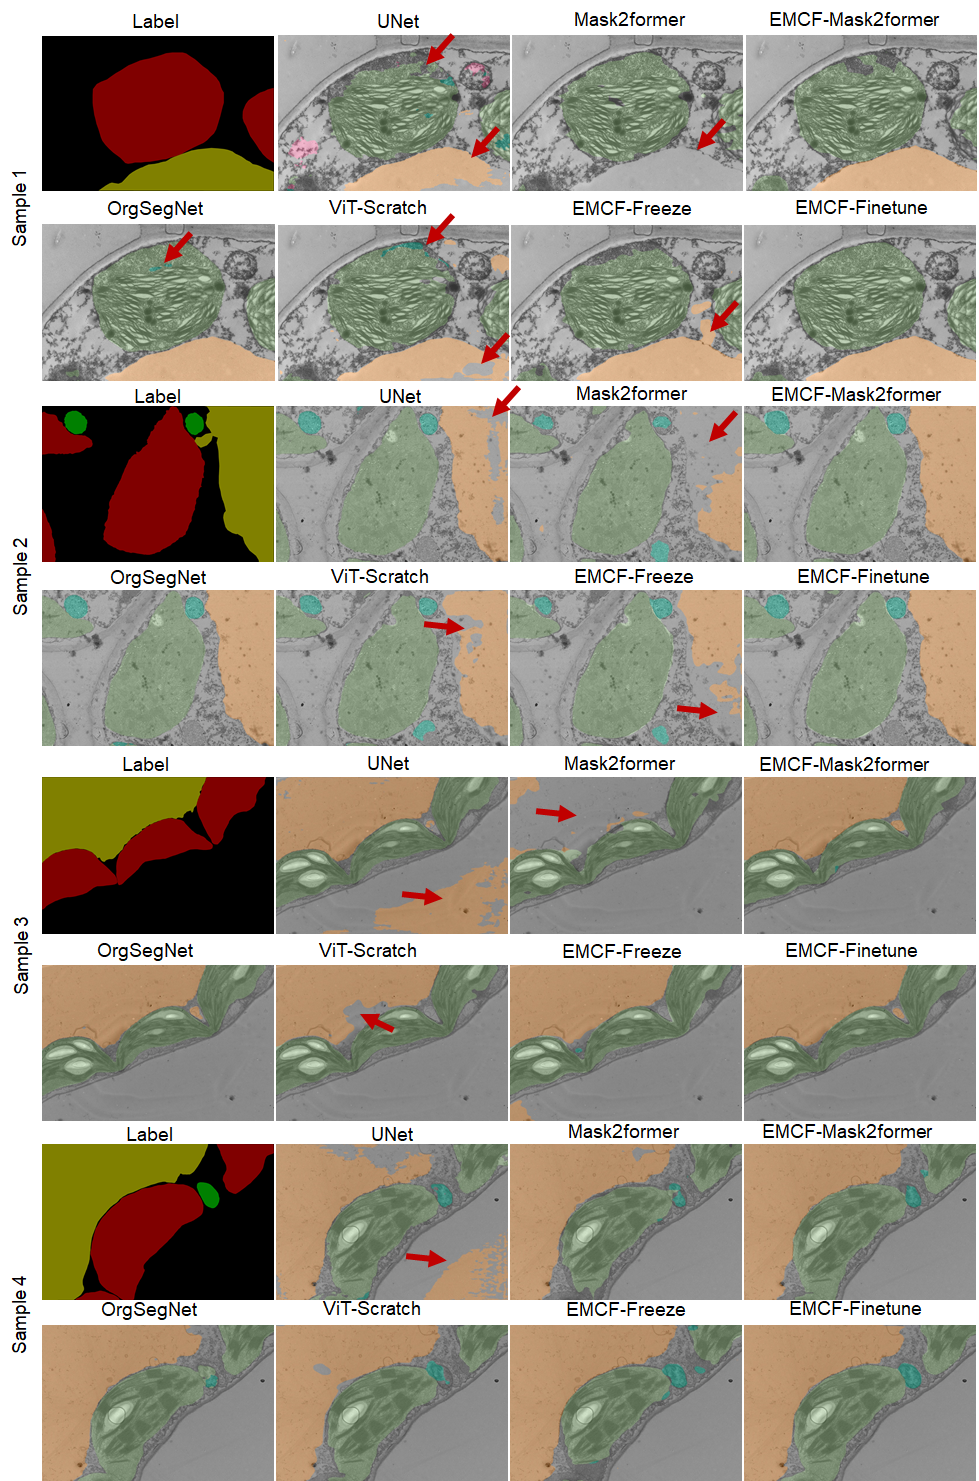 Label UNet Mask2former EMCF-Mask2former
Sample 1
OrgSegNet ViT-Scratch EMCF-Freeze EMCF-Finetune
Label UNet Mask2former EMCF-Mask2former
Sample 2
OrgSegNet ViT-Scratch EMCF-Freeze EMCF-Finetune
Label UNet Mask2former EMCF-Mask2former
Sample 3
OrgSegNet ViT-Scratch EMCF-Freeze EMCF-Finetune
Label UNet Mask2former EMCF-Mask2former
Sample 4
OrgSegNet ViT-Scratch EMCF-Freeze EMCF-Finetune